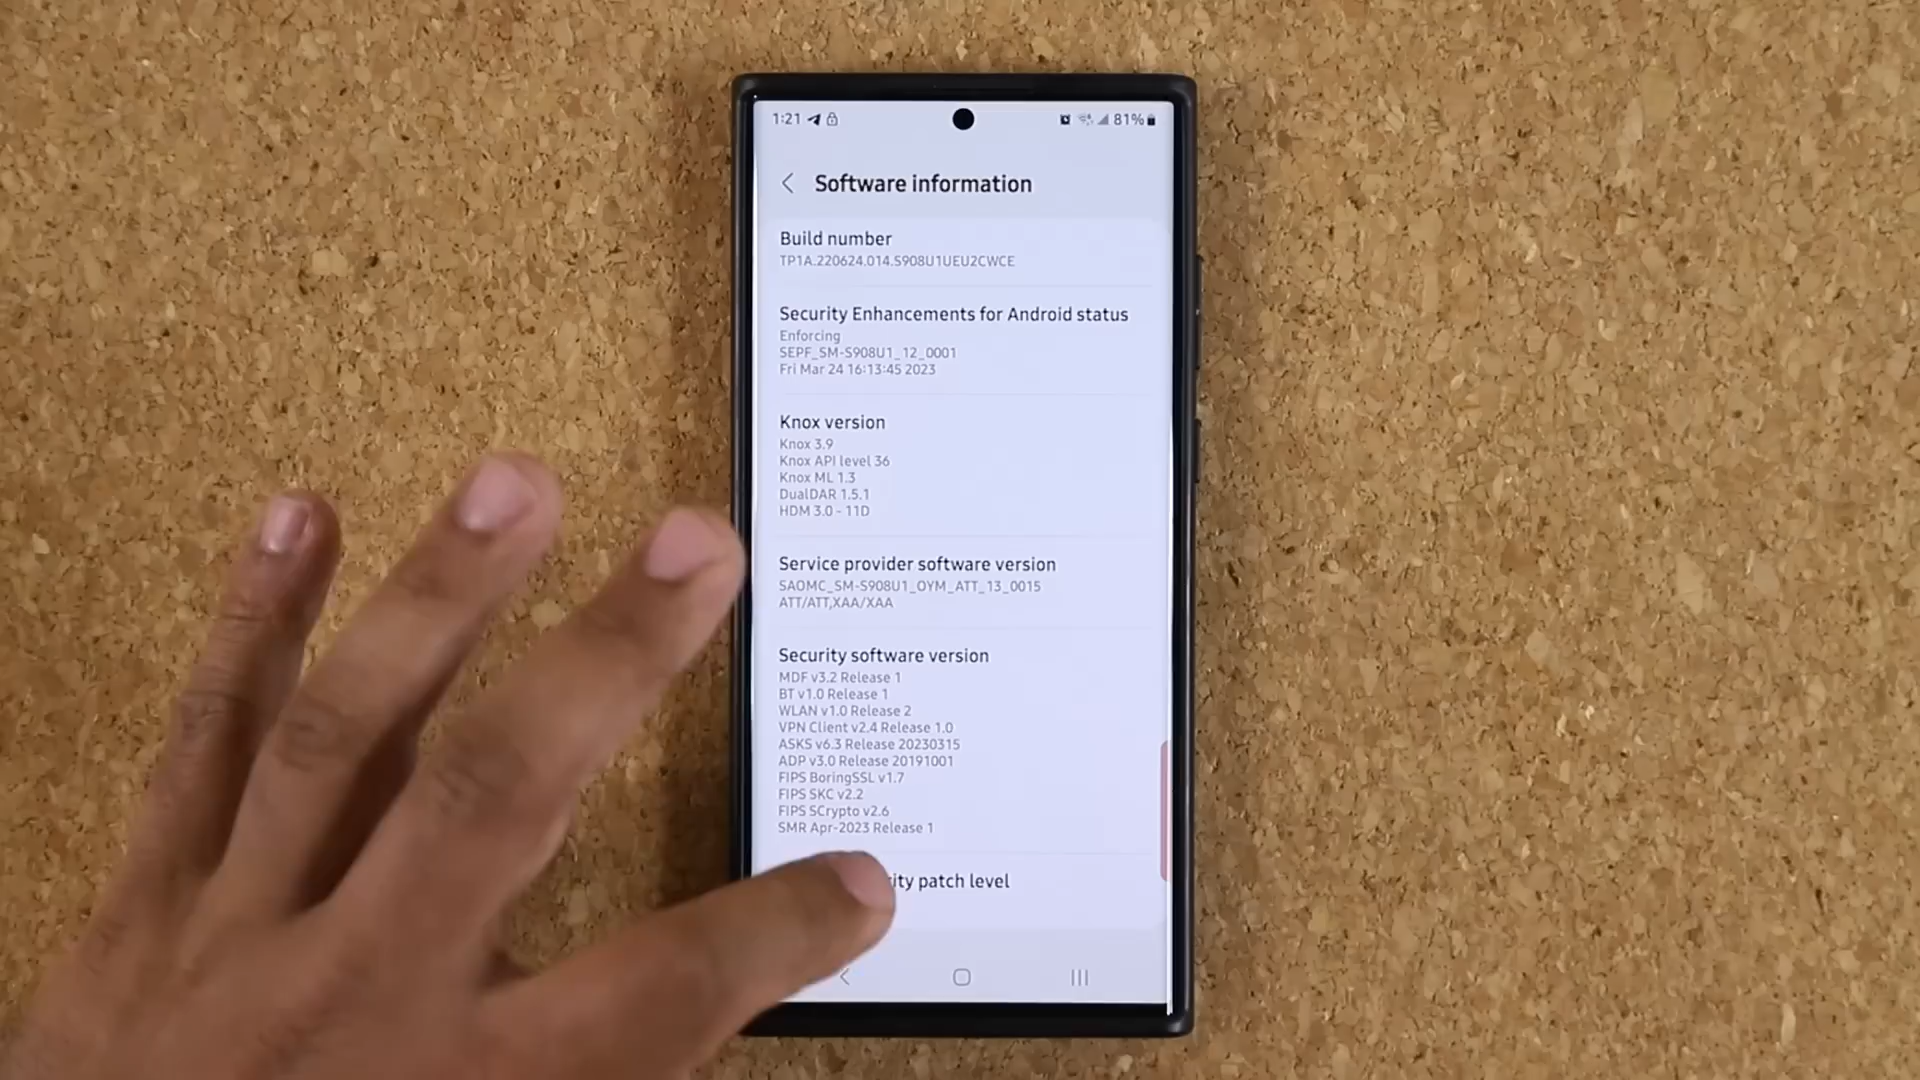 1:21 81%
Software information
Build number
TP1A.220624.014.S908U1UEU2CWCE
Security Enhancements for Android status
Enforcing
SEPF_SM-S908U1_12_0001
Fri Mar 24 16:13:45 2023
Knox version
Knox 3.9
Knox API level 36
Knox ML 1.3
DualDAR 1.5.1
HDM 3.0 - 11D
Service provider software version
SAOMC_SM-S908U1_OYM_ATT_13_0015
ATT/ATT,XAA/XAA
Security software version
MDF v3.2 Release 1
BT v1.0 Release 1
WLAN v1.0 Release 2
VPN Client v2.4 Release 1.0
ASKS v6.3 Release 20230315
ADP v3.0 Release 20191001
FIPS BoringSSL v1.7
FIPS SKC v2.2
FIPS SCrypto v2.6
SMR Apr-2023 Release 1
patch level